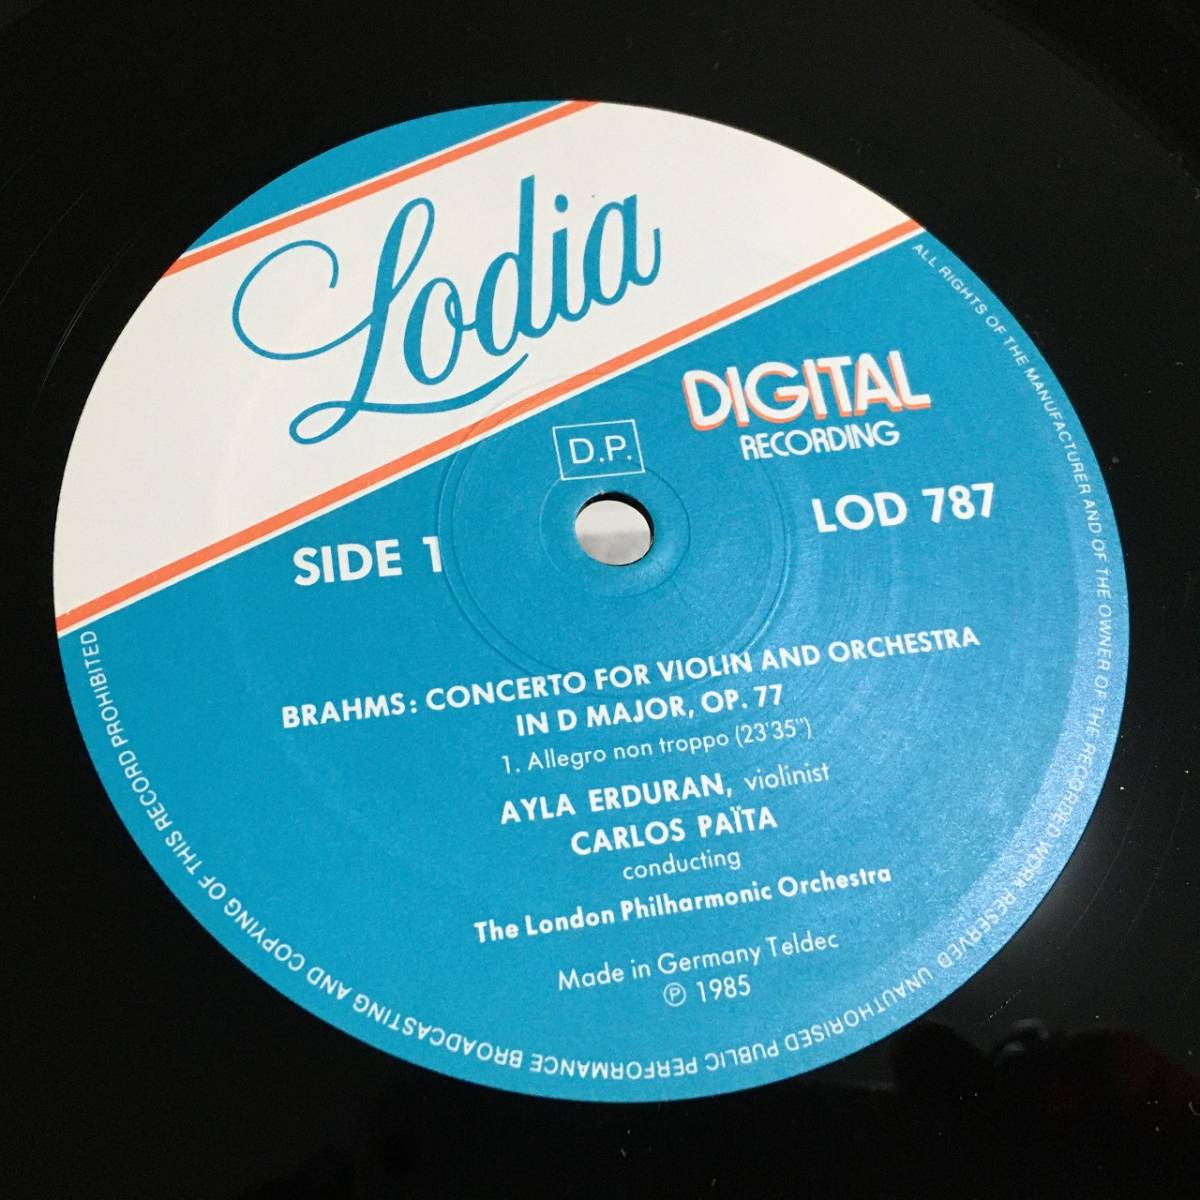 Lodia
DIGITAL
RECORDING
D.P.
LOD 787
SIDE 1
BRAHMS: CONCERTO FOR VIOLIN AND ORCHESTRA
IN D MAJOR, OP. 77
1. Allegro non troppo (23'35")
AYLA ERDURAN, violinist
CARLOS PAÏTA
conducting
The London Philharmonic Orchestra
Made in Germany Teldec
℗ 1985
ALL RIGHTS OF THE MANUFACTURER AND OF THE OWNER OF THE RECORDED WORK RESERVED UNAUTHORISED PUBLIC PERFORMANCE BROADCASTING AND COPYING OF THIS RECORD PROHIBITED